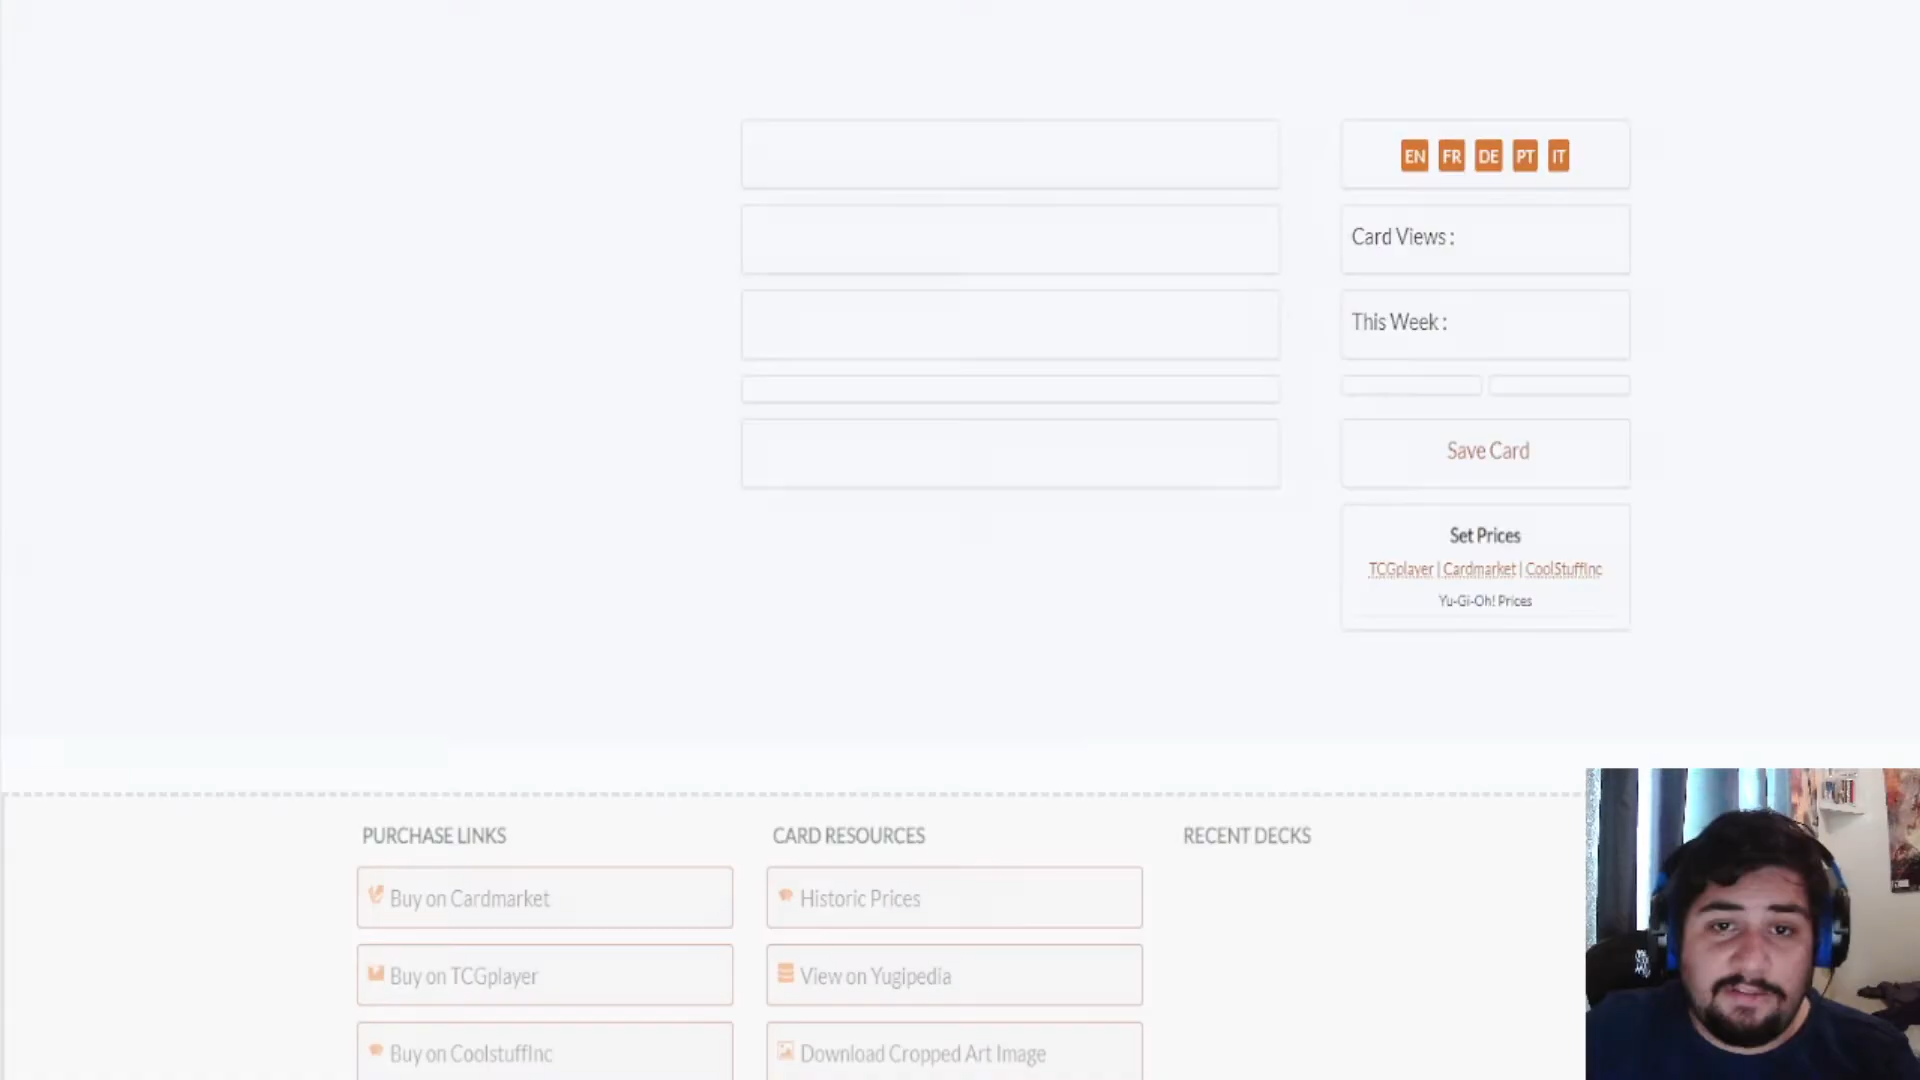 EN FR DE PT IT
Card Views :
This Week :
Save Card
Set Prices
TCGplayer | Cardmarket | CoolStuffInc
Yu-Gi-Oh! Prices
PURCHASE LINKS
Buy on Cardmarket
Buy on TCGplayer
Buy on CoolstuffInc
CARD RESOURCES
Historic Prices
View on Yugipedia
Download Cropped Art Image
RECENT DECKS